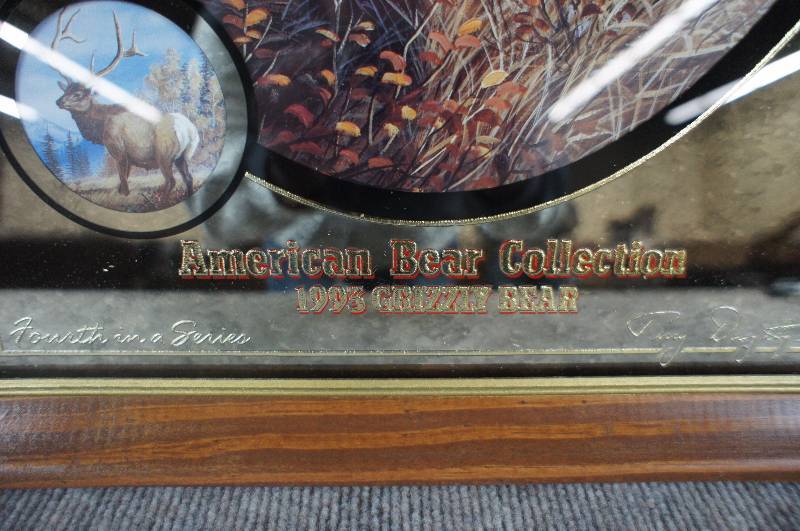 American Bear Collection
1995 GRIZZLY BEAR
Fourth in a Series